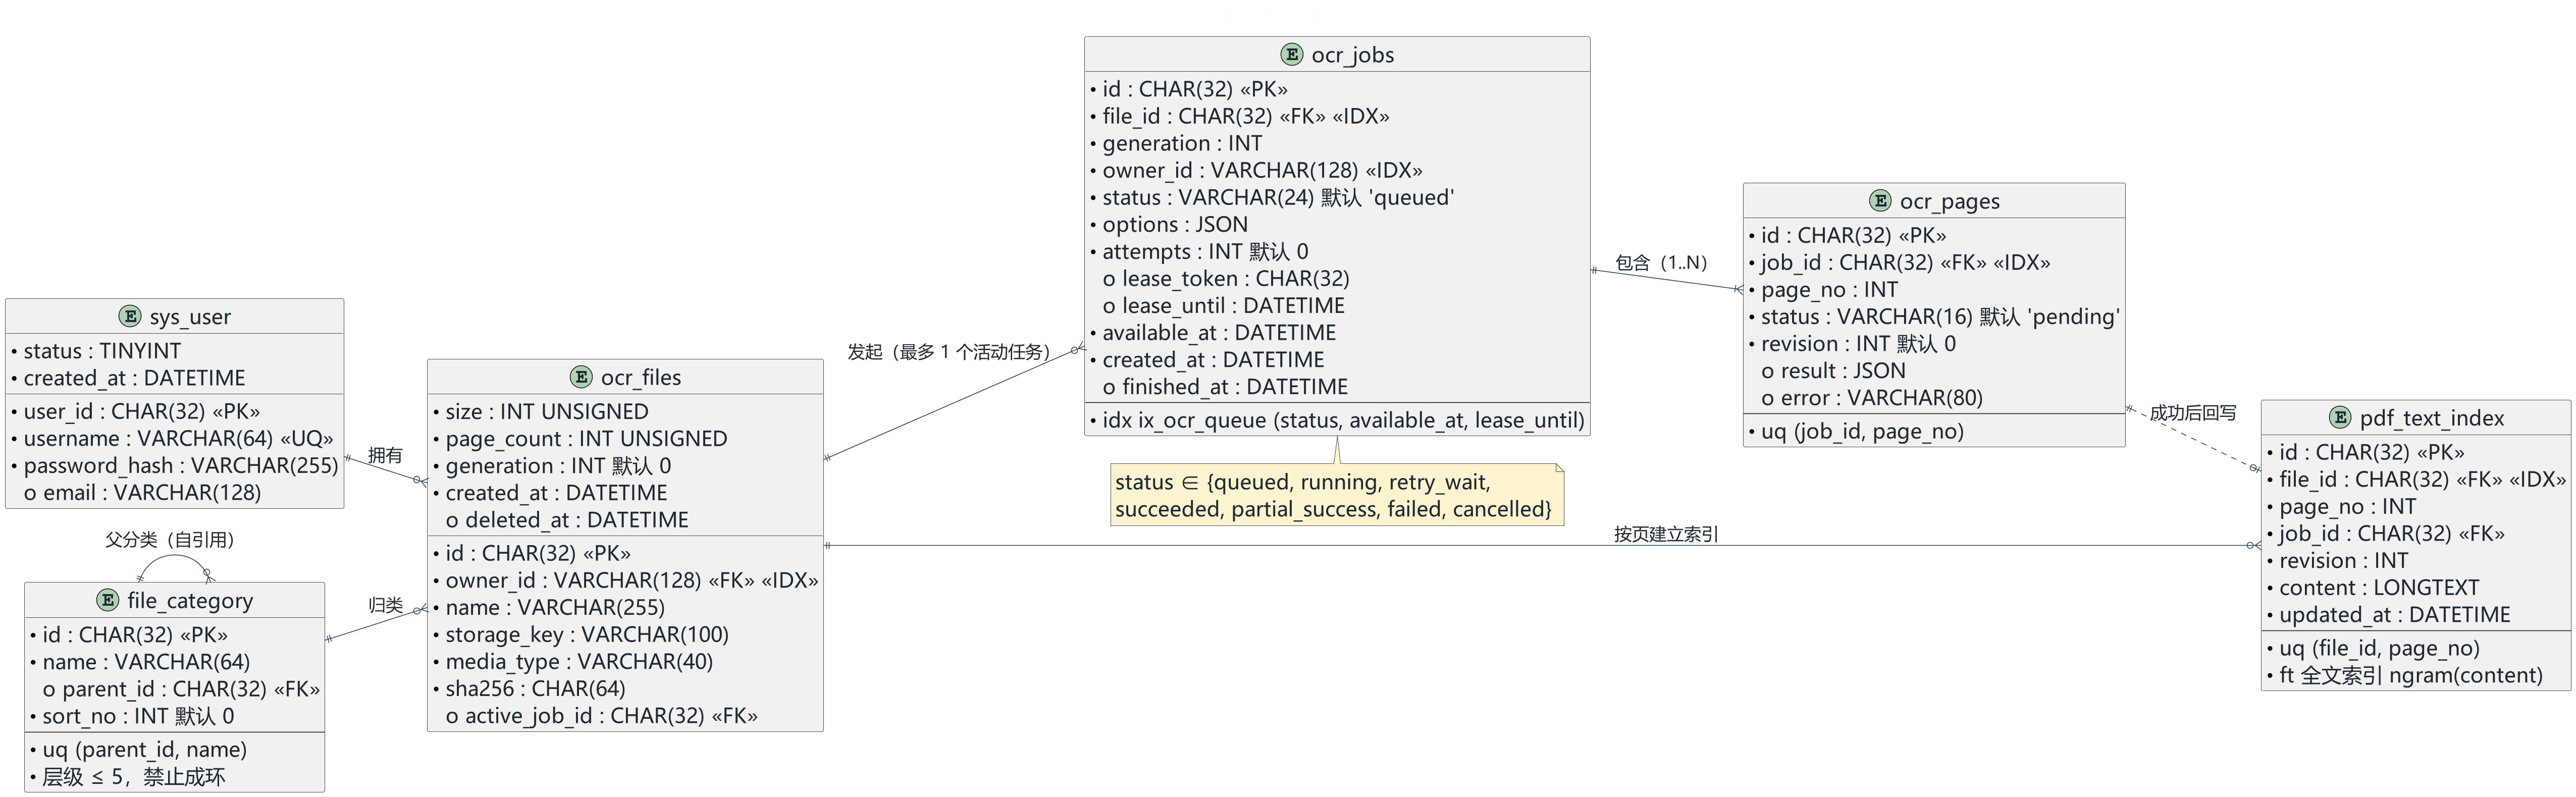 E sys_user
• status : TINYINT
• created_at : DATETIME
• user_id : CHAR(32) «PK»
• username : VARCHAR(64) «UQ»
• password_hash : VARCHAR(255)
o email : VARCHAR(128)
拥有
父分类（自引用）
E file_category
• id : CHAR(32) «PK»
• name : VARCHAR(64)
o parent_id : CHAR(32) «FK»
• sort_no : INT 默认 0
• uq (parent_id, name)
• 层级 ≤ 5，禁止成环
归类
E ocr_files
• size : INT UNSIGNED
• page_count : INT UNSIGNED
• generation : INT 默认 0
• created_at : DATETIME
o deleted_at : DATETIME
• id : CHAR(32) «PK»
• owner_id : VARCHAR(128) «FK» «IDX»
• name : VARCHAR(255)
• storage_key : VARCHAR(100)
• media_type : VARCHAR(40)
• sha256 : CHAR(64)
o active_job_id : CHAR(32) «FK»
发起（最多 1 个活动任务）
E ocr_jobs
• id : CHAR(32) «PK»
• file_id : CHAR(32) «FK» «IDX»
• generation : INT
• owner_id : VARCHAR(128) «IDX»
• status : VARCHAR(24) 默认 'queued'
• options : JSON
• attempts : INT 默认 0
o lease_token : CHAR(32)
o lease_until : DATETIME
• available_at : DATETIME
• created_at : DATETIME
o finished_at : DATETIME
• idx ix_ocr_queue (status, available_at, lease_until)
status ∈ {queued, running, retry_wait,
succeeded, partial_success, failed, cancelled}
包含（1..N）
按页建立索引
E ocr_pages
• id : CHAR(32) «PK»
• job_id : CHAR(32) «FK» «IDX»
• page_no : INT
• status : VARCHAR(16) 默认 'pending'
• revision : INT 默认 0
o result : JSON
o error : VARCHAR(80)
• uq (job_id, page_no)
成功后回写
E pdf_text_index
• id : CHAR(32) «PK»
• file_id : CHAR(32) «FK» «IDX»
• page_no : INT
• job_id : CHAR(32) «FK»
• revision : INT
• content : LONGTEXT
• updated_at : DATETIME
• uq (file_id, page_no)
• ft 全文索引 ngram(content)